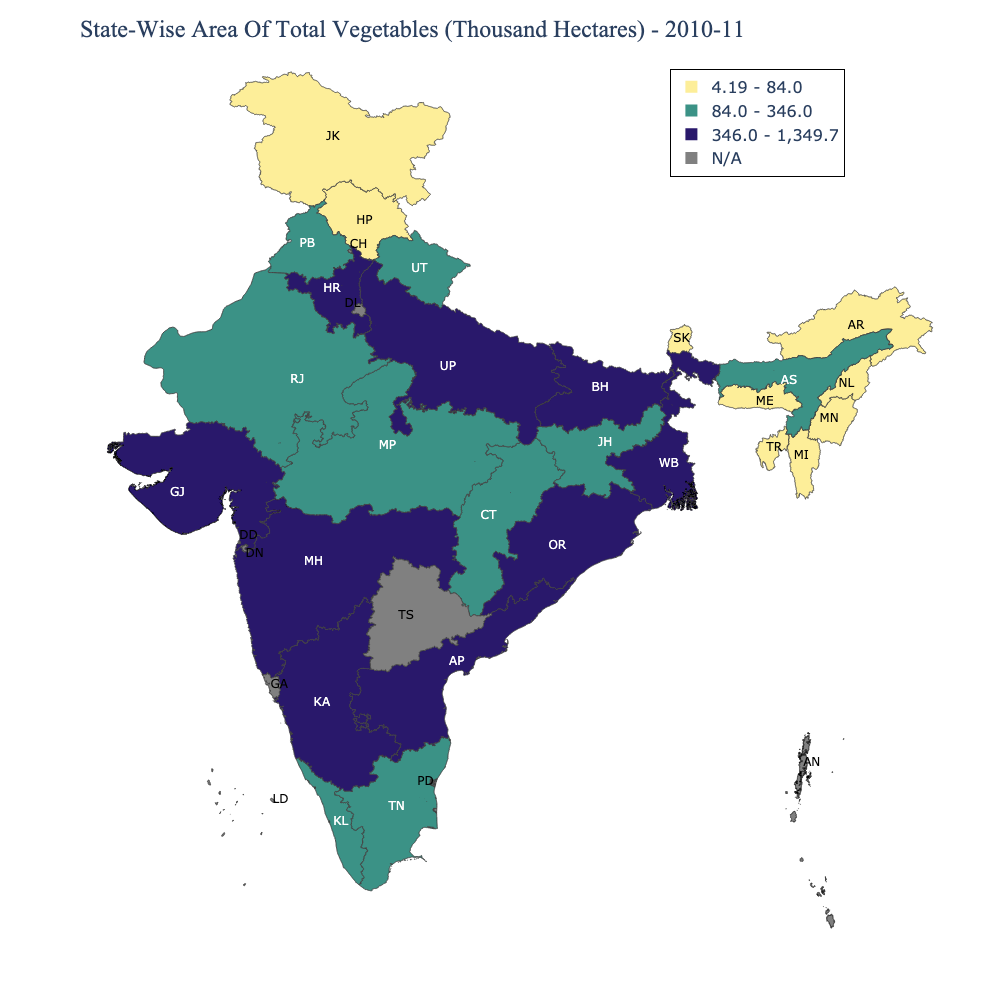 State-Wise Area Of Total Vegetables (Thousand Hectares) - 2010-11
4.19 - 84.0
84.0 - 346.0
346.0 - 1,349.7
N/A
JK
HP
CH
PB
UT
HR
DL
AR
SK
UP
RJ
BH
AS
NL
ME
MN
MP
JH
TR
MI
WB
GJ
CT
DD
DN
OR
MH
TS
AP
GA
KA
AN
PD
LD
TN
KL